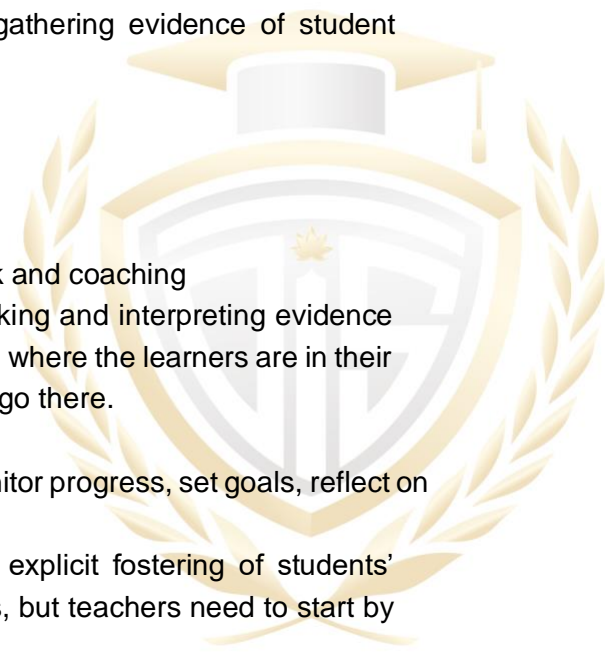 gathering evidence of student
k and coaching
king and interpreting evidence
where the learners are in their
go there.
itor progress, set goals, reflect on
explicit fostering of students’
s, but teachers need to start by